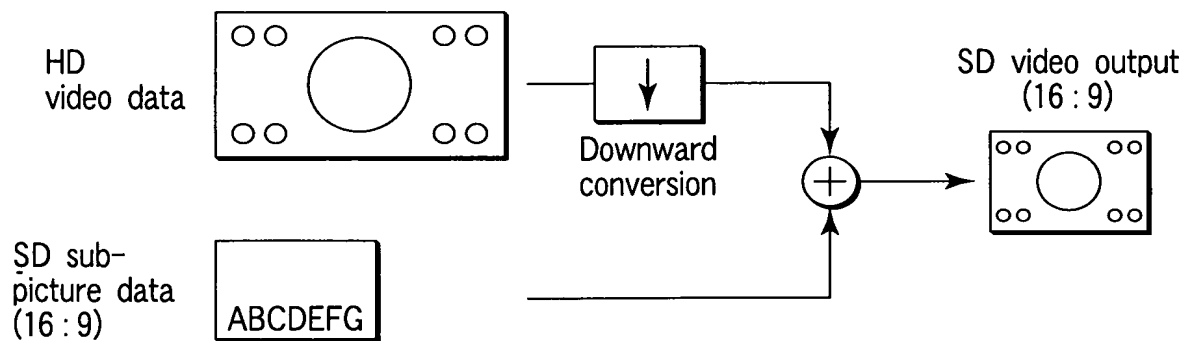 HD
video data
Downward
conversion
SD video output
(16 : 9)
SD sub-
picture data
(16 : 9)
ABCDEFG